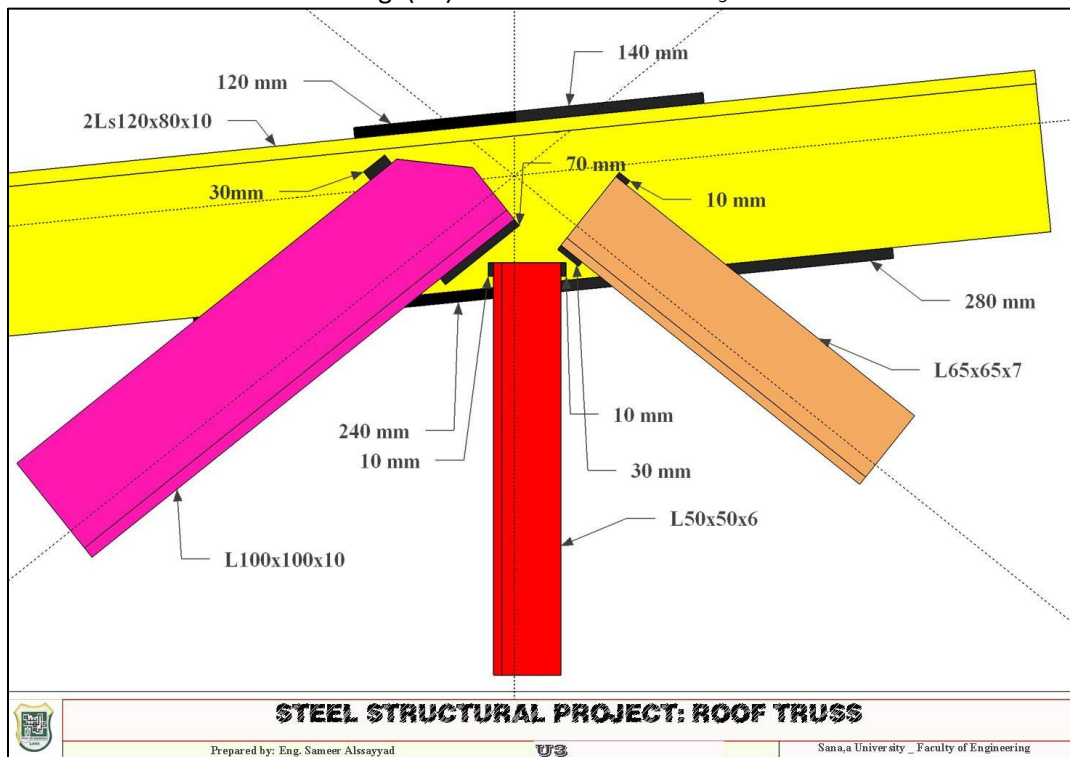 140 mm
120 mm
2Ls120x80x10
70 mm
30mm
10 mm
280 mm
L65x65x7
240 mm
10 mm
10 mm
30 mm
L50x50x6
L100x100x10
STEEL STRUCTURAL PROJECT: ROOF TRUSS
Prepared by: Eng. Sameer Alssayyad
U3
Sana,a University _ Faculty of Engineering